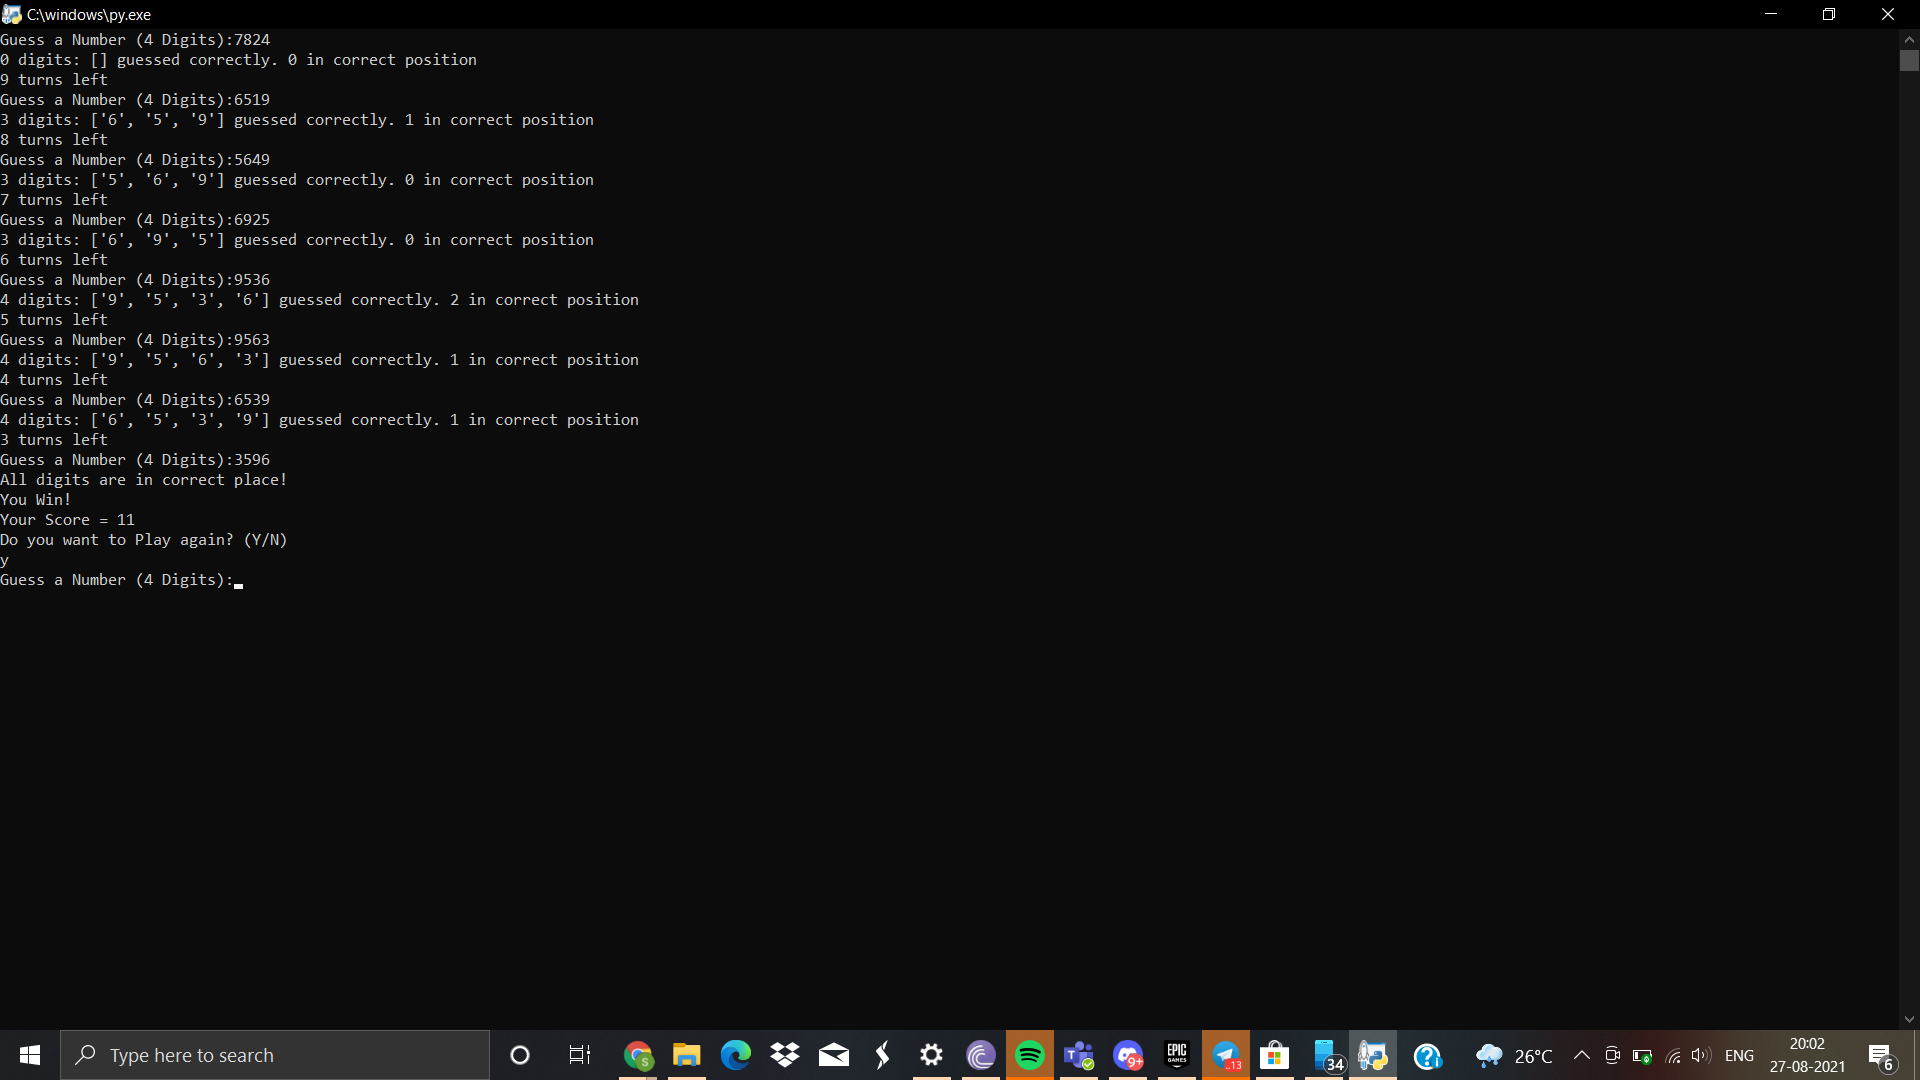 C:\windows\py.exe
Guess a Number (4 Digits):7824
0 digits: [] guessed correctly. 0 in correct position
9 turns left
Guess a Number (4 Digits):6519
3 digits: ['6', '5', '9'] guessed correctly. 1 in correct position
8 turns left
Guess a Number (4 Digits):5649
3 digits: ['5', '6', '9'] guessed correctly. 0 in correct position
7 turns left
Guess a Number (4 Digits):6925
3 digits: ['6', '9', '5'] guessed correctly. 0 in correct position
6 turns left
Guess a Number (4 Digits):9536
4 digits: ['9', '5', '3', '6'] guessed correctly. 2 in correct position
5 turns left
Guess a Number (4 Digits):9563
4 digits: ['9', '5', '6', '3'] guessed correctly. 1 in correct position
4 turns left
Guess a Number (4 Digits):6539
4 digits: ['6', '5', '3', '9'] guessed correctly. 1 in correct position
3 turns left
Guess a Number (4 Digits):3596
All digits are in correct place!
You Win!
Your Score = 11
Do you want to Play again? (Y/N)
y
Guess a Number (4 Digits):
Type here to search
S
T
9+
EPIC GAMES
..13
34
26°C
ENG
20:02
27-08-2021
6